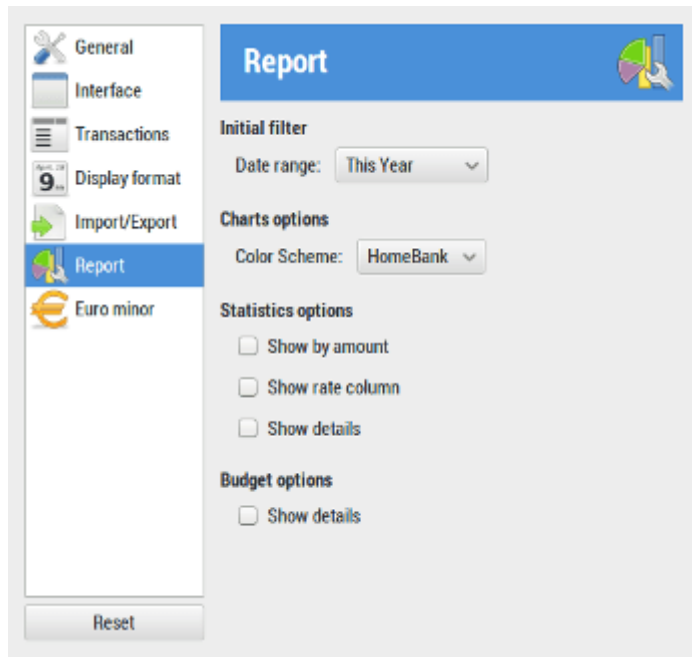 General
Interface
Transactions
9
Display format
Import/Export
Report
Euro minor
Reset
Report
Initial filter
Date range: This Year
Charts options
Color Scheme: HomeBank
Statistics options
Show by amount
Show rate column
Show details
Budget options
Show details